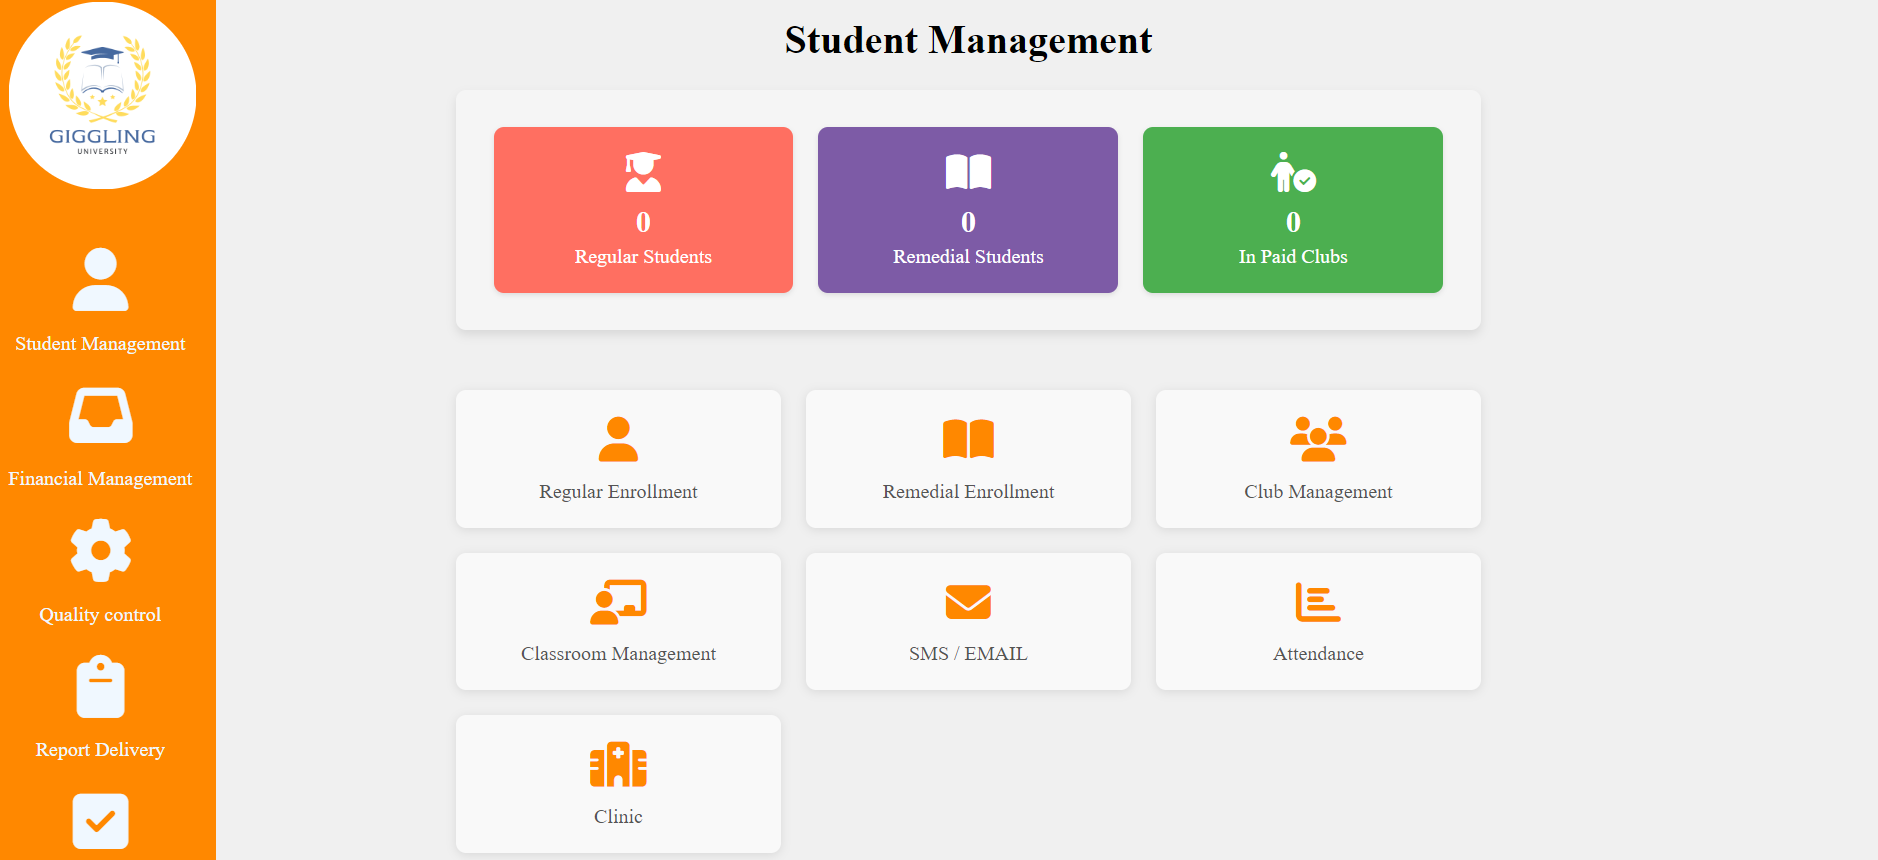 GIGGLING
UNIVERSITY
Student Management
Financial Management
Quality control
Report Delivery
Student Management
0
Regular Students
0
Remedial Students
0
In Paid Clubs
Regular Enrollment
Remedial Enrollment
Club Management
Classroom Management
SMS / EMAIL
Attendance
Clinic